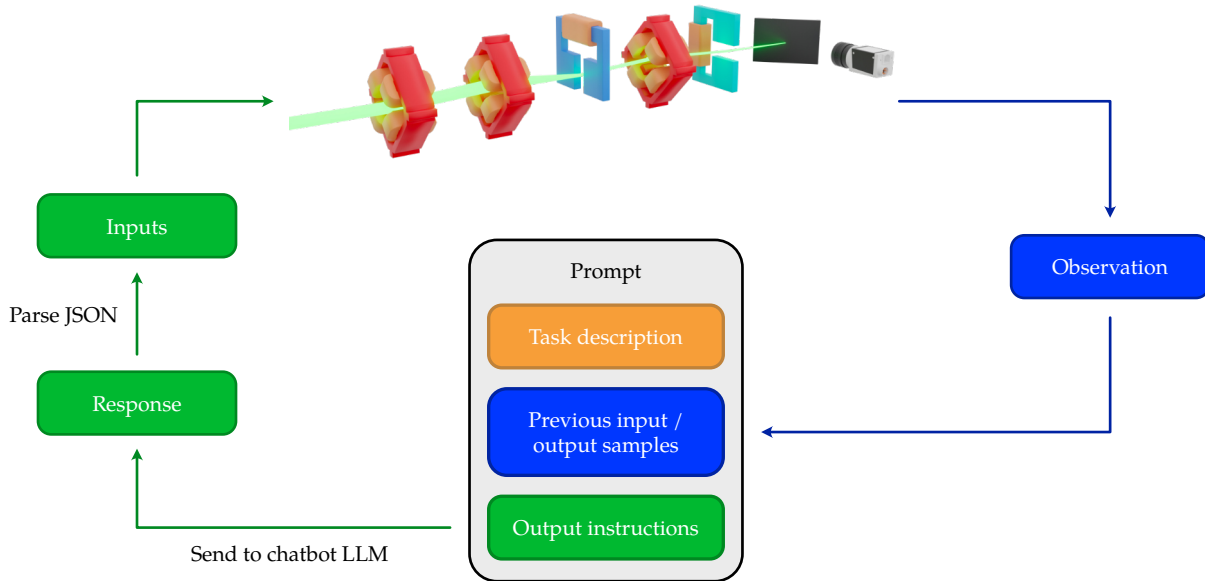 Inputs
Observation
Prompt
Parse JSON
Task description
Response
Previous input /
output samples
Output instructions
Send to chatbot LLM